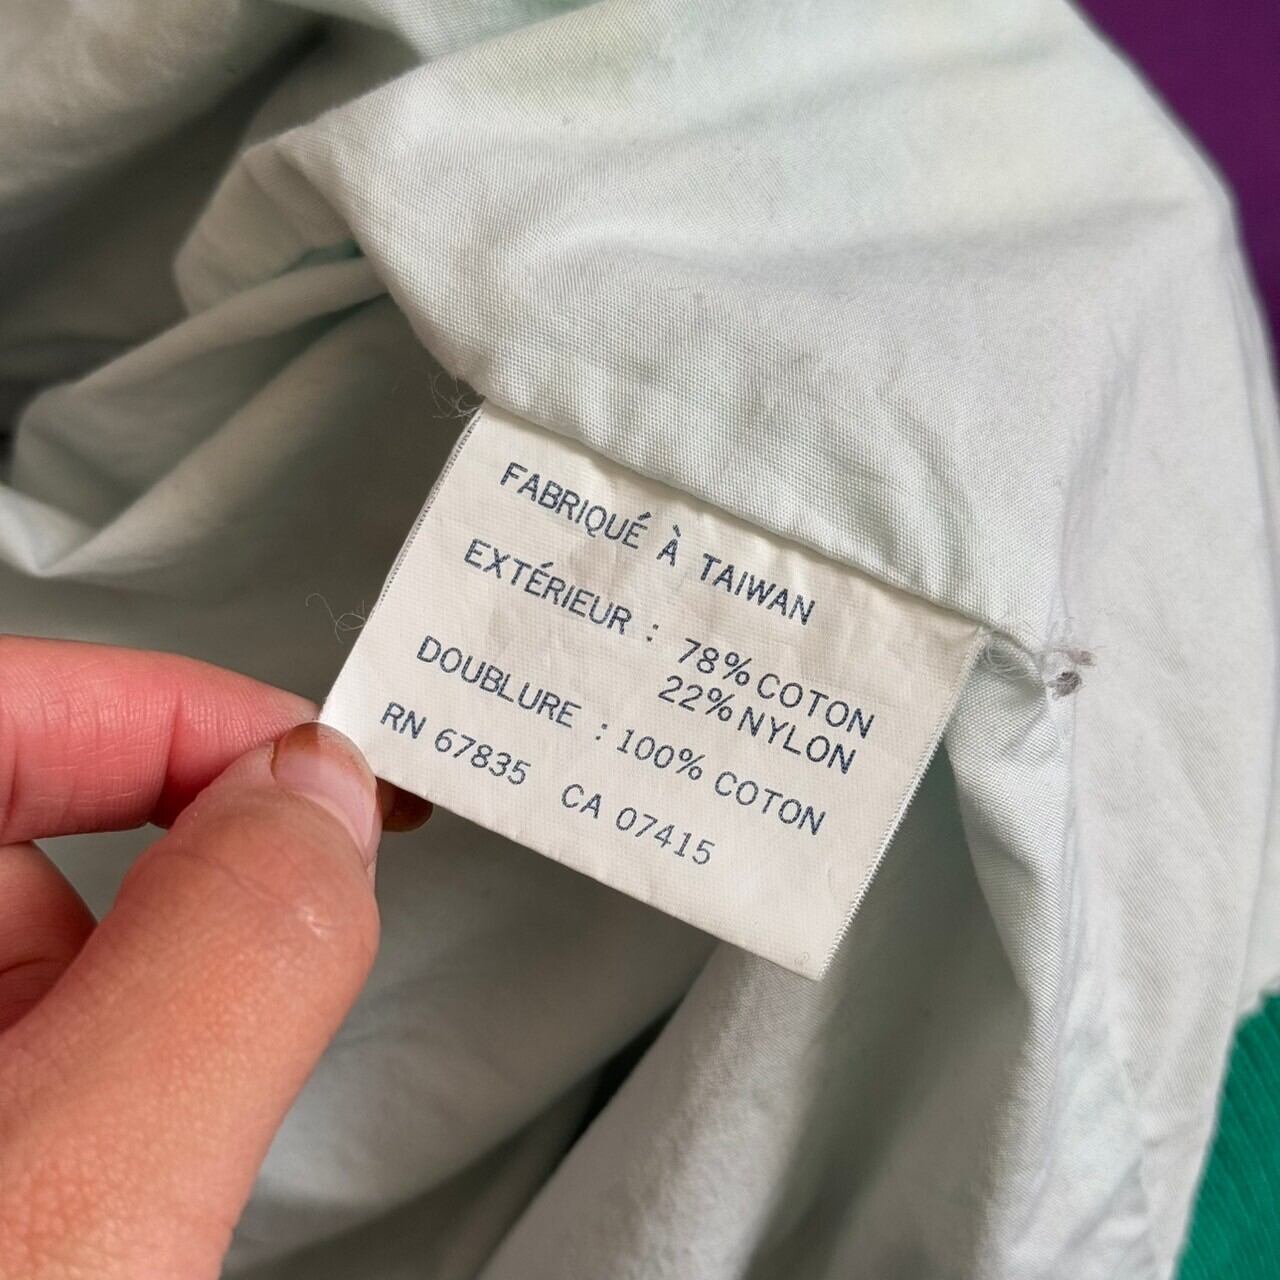 FABRIQUÉ À TAIWAN
EXTÉRIEUR : 78% COTON
22% NYLON
DOUBLURE : 100% COTON
RN 67835 CA 07415